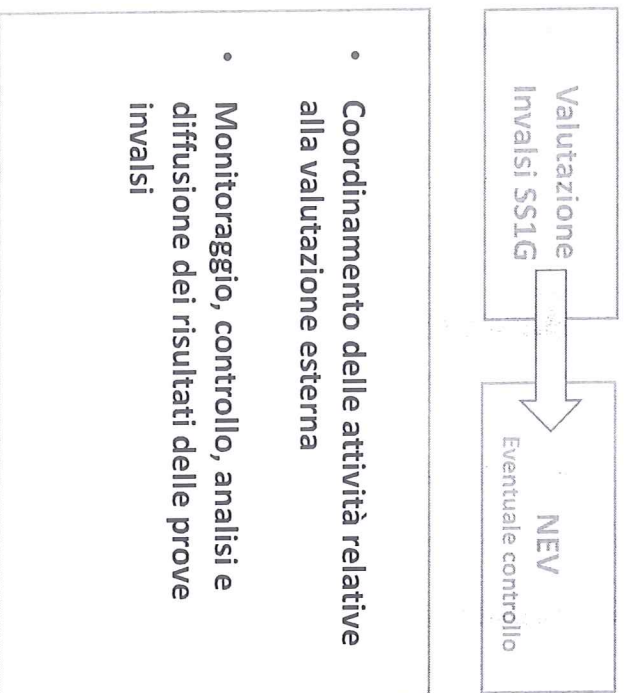 Valutazione
Invalsi SS1G
NEV
Eventuale controllo
• Coordinamento delle attività relative
alla valutazione esterna
• Monitoraggio, controllo, analisi e
diffusione dei risultati delle prove
invalsi